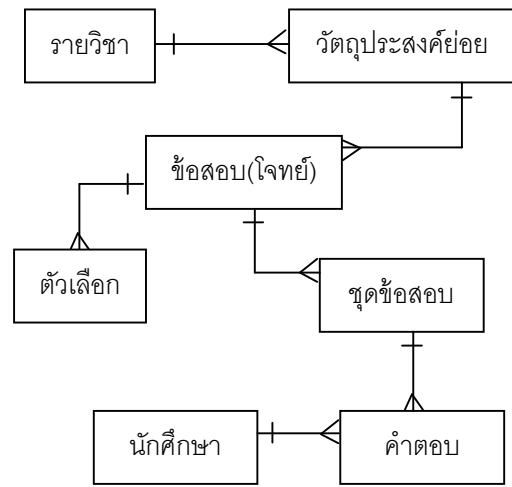 รายวิชา
วัตถุประสงค์ย่อย
ข้อสอบ(โจทย์)
ตัวเลือก
ชุดข้อสอบ
นักศึกษา
คำตอบ